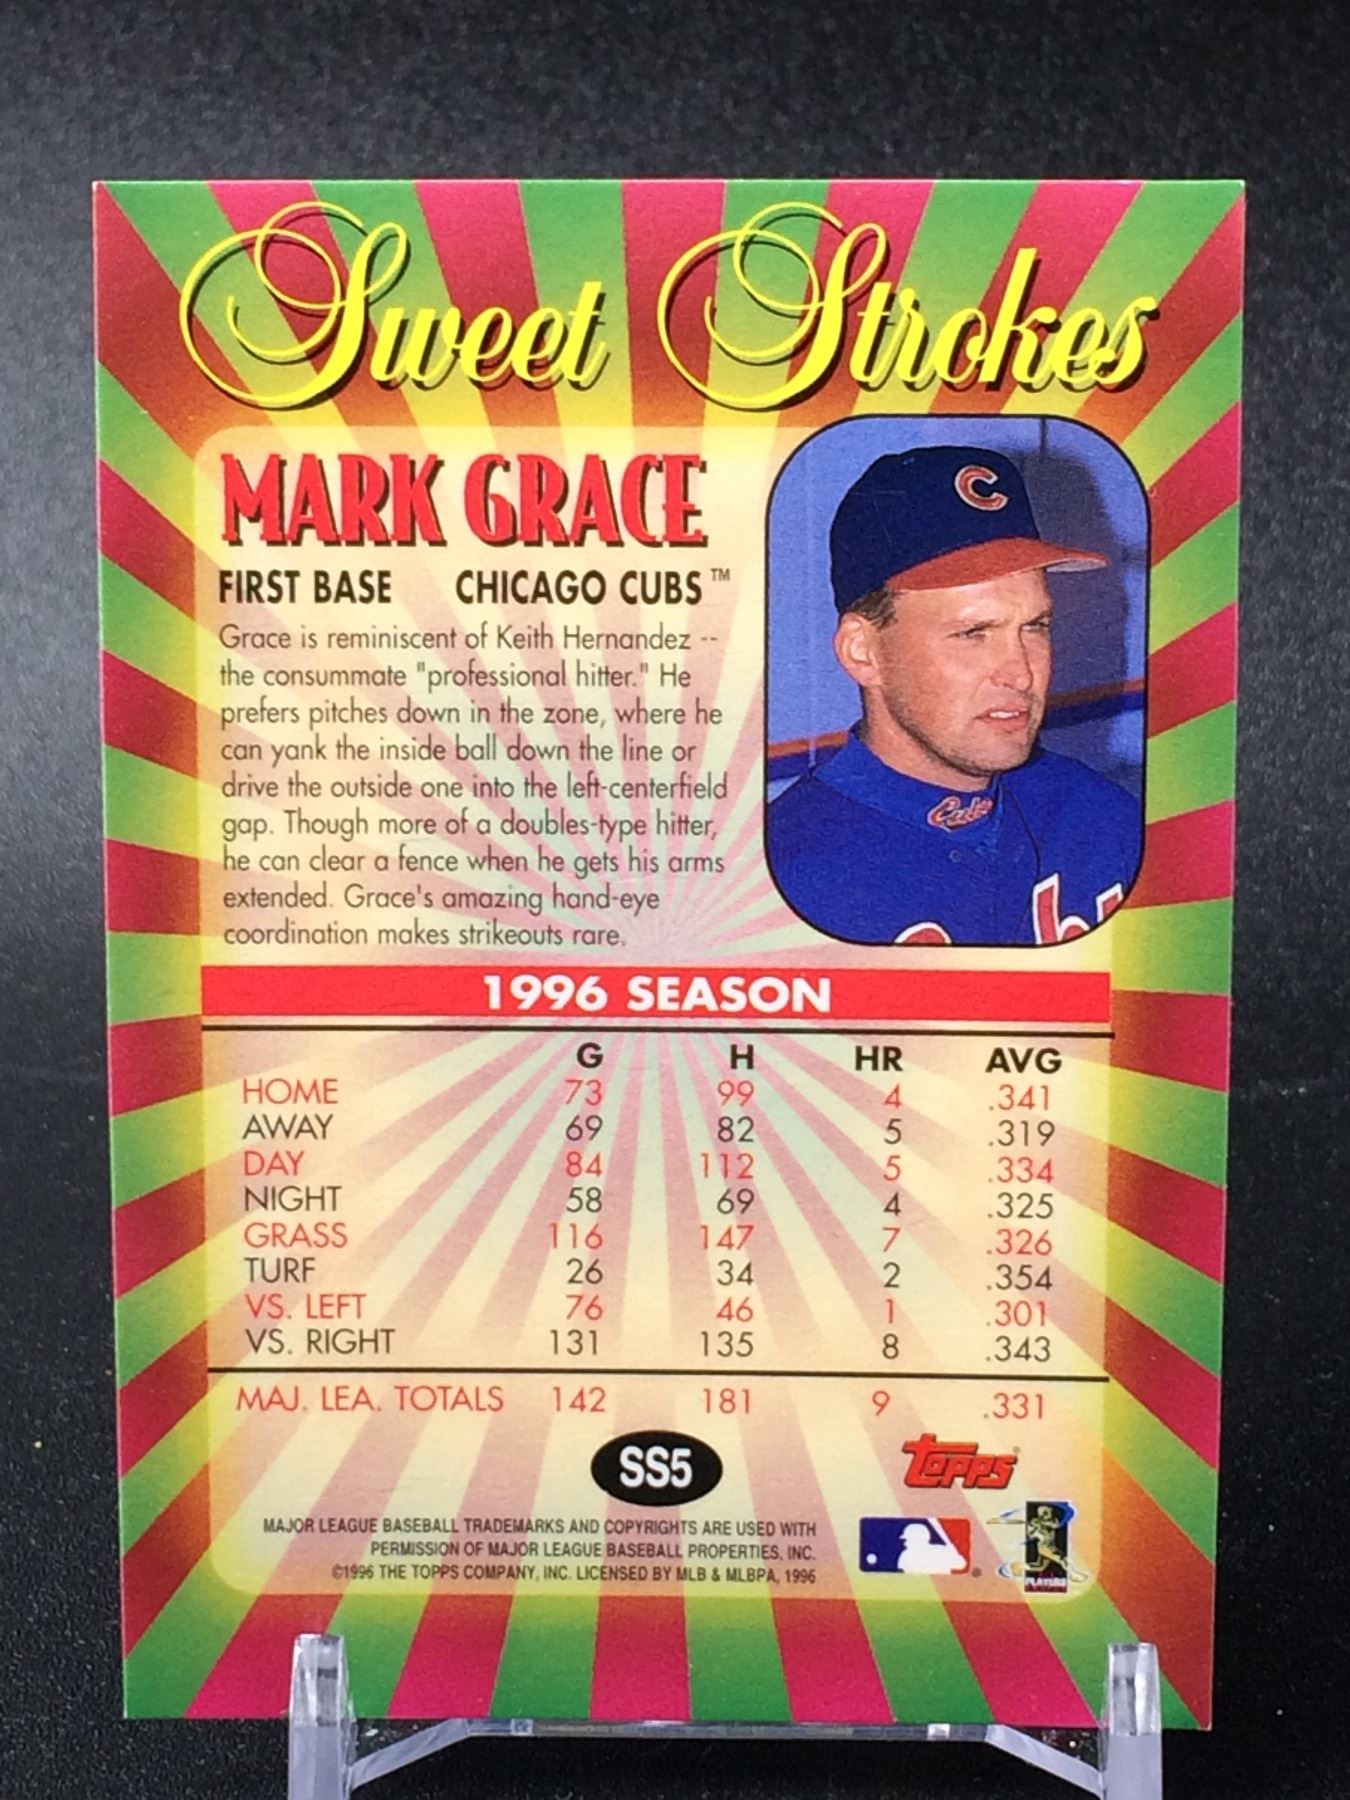 Sweet Strokes
MARK GRACE
FIRST BASE CHICAGO CUBS™
Grace is reminiscent of Keith Hernandez --
the consummate "professional hitter." He
prefers pitches down in the zone, where he
can yank the inside ball down the line or
drive the outside one into the left-centerfield
gap. Though more of a doubles-type hitter,
he can clear a fence when he gets his arms
extended. Grace's amazing hand-eye
coordination makes strikeouts rare.
C
Cubs
1996 SEASON
G H HR AVG
HOME 73 99 4 .341
AWAY 69 82 5 .319
DAY 84 112 5 .334
NIGHT 58 69 4 .325
GRASS 116 147 7 .326
TURF 26 34 2 .354
VS. LEFT 76 46 1 .301
VS. RIGHT 131 135 8 .343
MAJ. LEA. TOTALS 142 181 9 .331
SS5
TOPPS®
MAJOR LEAGUE BASEBALL TRADEMARKS AND COPYRIGHTS ARE USED WITH
PERMISSION OF MAJOR LEAGUE BASEBALL PROPERTIES, INC.
©1996 THE TOPPS COMPANY, INC. LICENSED BY MLB & MLBPA, 1996
PLAYERS